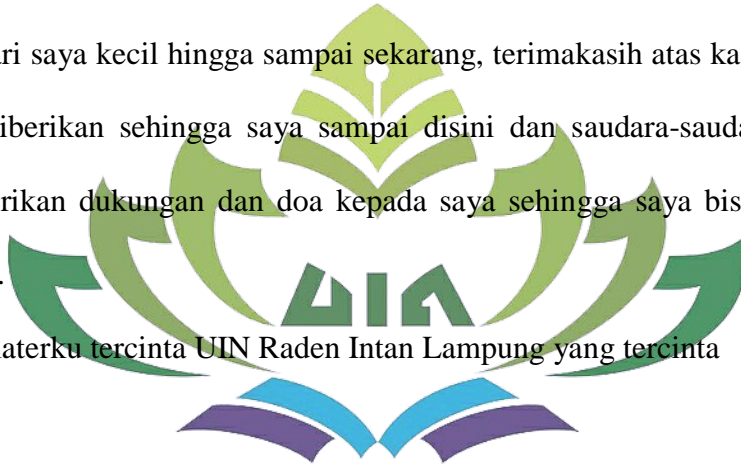 ri saya kecil hingga sampai sekarang, terimakasih atas ka
iberikan sehingga saya sampai disini dan saudara-sauda
rikan dukungan dan doa kepada saya sehingga saya bis
.
UIN
aterku tercinta UIN Raden Intan Lampung yang tercinta